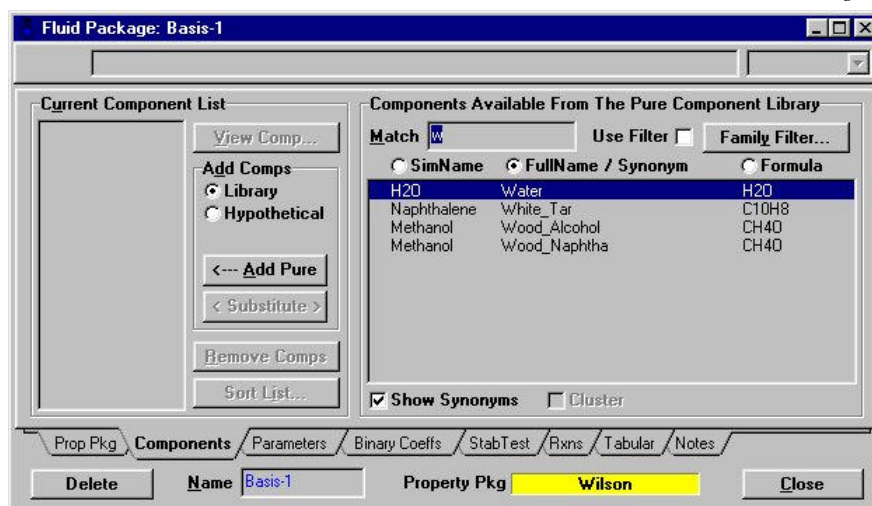 Fluid Package: Basis-1
Current Component List
Components Available From The Pure Component Library
View Comp...
Match w
Use Filter
Family Filter...
Add Comps
SimName
FullName / Synonym
Formula
Library
Hypothetical
H2O Water H2O
Naphthalene White_Tar C10H8
Methanol Wood_Alcohol CH4O
Methanol Wood_Naphtha CH4O
<--- Add Pure
< Substitute >
Remove Comps
Sort List...
Show Synonyms
Cluster
Prop Pkg Components Parameters Binary Coeffs StabTest Rxns Tabular Notes
Delete
Name Basis-1
Property Pkg Wilson
Close